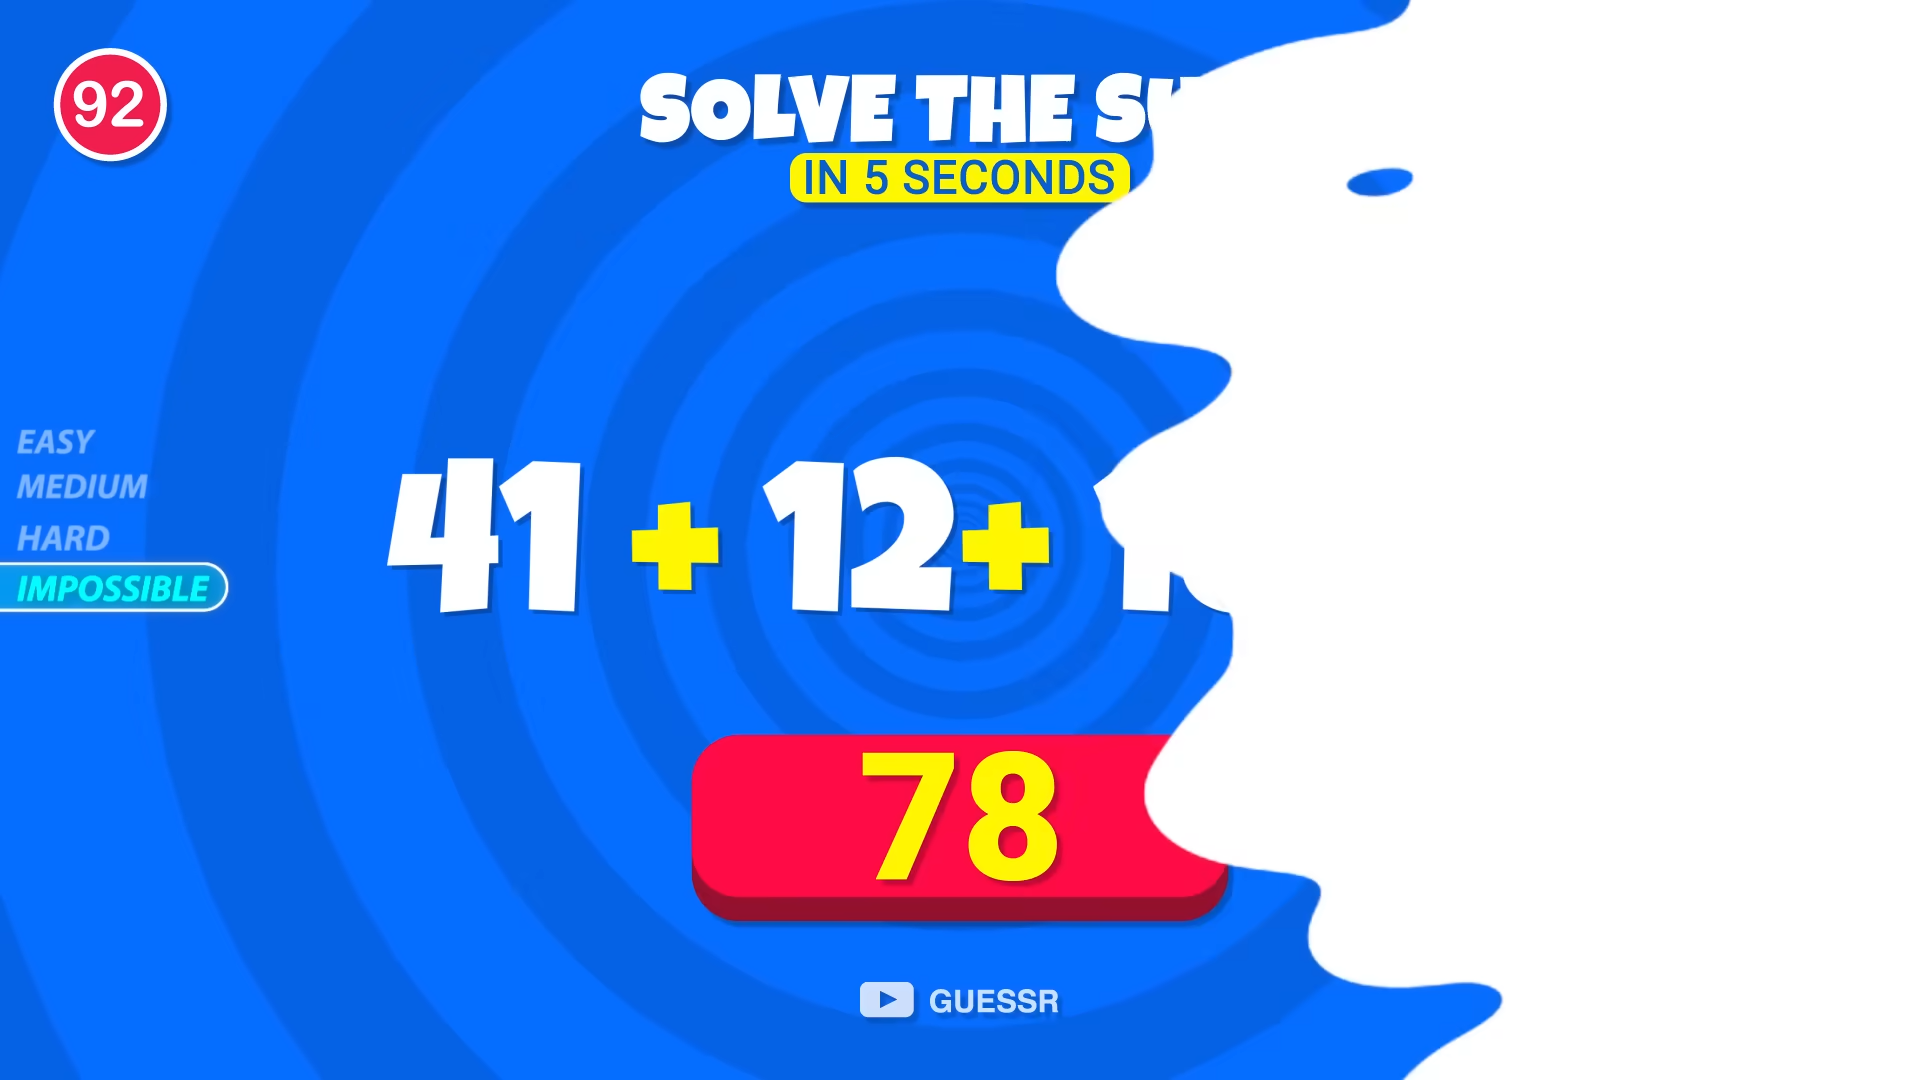 92
SOLVE THE
IN 5 SECONDS
EASY
MEDIUM
HARD
IMPOSSIBLE
41 + 12+
78
GUESSR